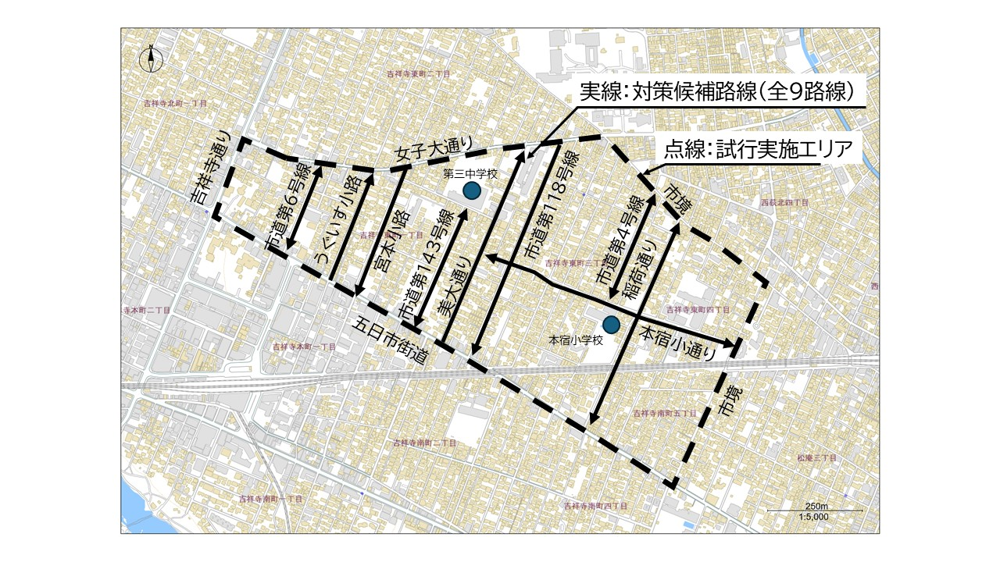 N
吉祥寺東町二丁目
実線：対策候補路線（全９路線）
吉祥寺北町一丁目
点線：試行実施エリア
吉祥寺通り
女子大通り
第三中学校
市道第6号線
うぐいす小路
宮本小路
市道第143号線
美大通り
市道第118号線
市道第4号線
稲荷通り
市境
西荻北四丁目
吉祥寺東町三丁目
西
寺本町二丁目
吉祥寺東町四丁目
本宿小学校
本宿小通り
五日市街道
吉祥寺本町一丁目
市境
吉祥寺南町五丁目
吉祥寺南町二丁目
松庵三丁目
吉祥寺南町一丁目
吉祥寺南町四丁目
250m
1:5,000